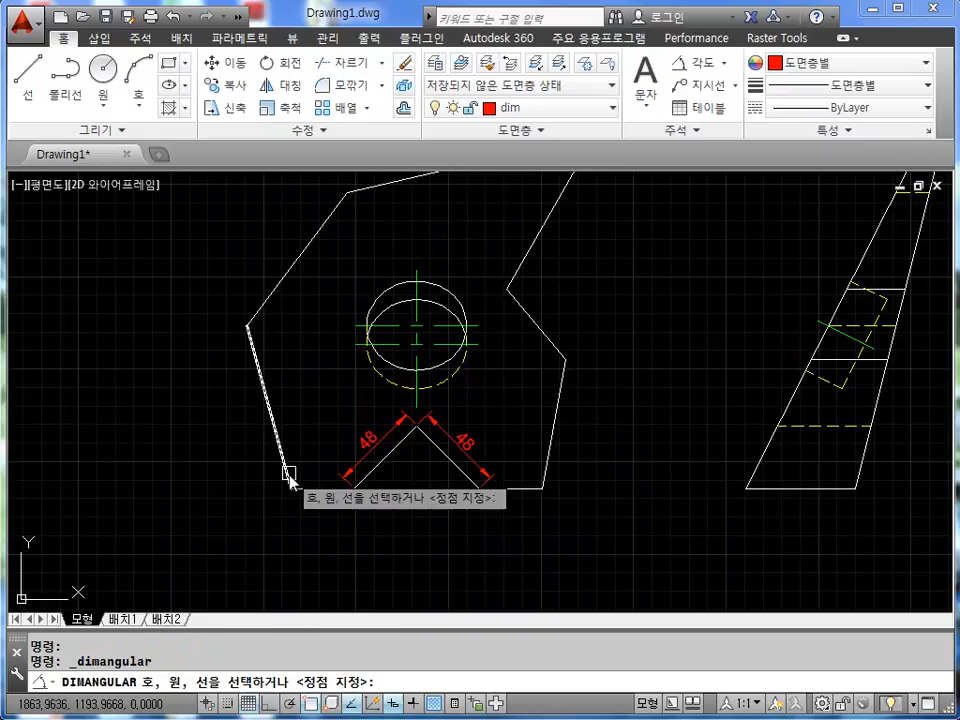 Drawing1.dwg
키워드 또는 구절 입력
로그인
홈 삽입 주석 배치 파라메트릭 뷰 관리 출력 플러그인 Autodesk 360 주요 응용프로그램 Performance Raster Tools
선 폴리선 원 호
이동 회전 자르기
복사 대칭 모깎기
신축 축척 배열
저장되지 않은 도면층 상태
dim
문자
각도
지시선
테이블
도면층별
도면층별
ByLayer
그리기 수정 도면층 주석 특성
Drawing1*
[−][평면도][2D 와이어프레임]
48 48
호, 원, 선을 선택하거나 <정점 지정>:
Y
X
모형 배치1 배치2
명령:
명령: _dimangular
DIMANGULAR 호, 원, 선을 선택하거나 <정점 지정>:
1863,9636, 1193,9668, 0,0000
모형
1:1